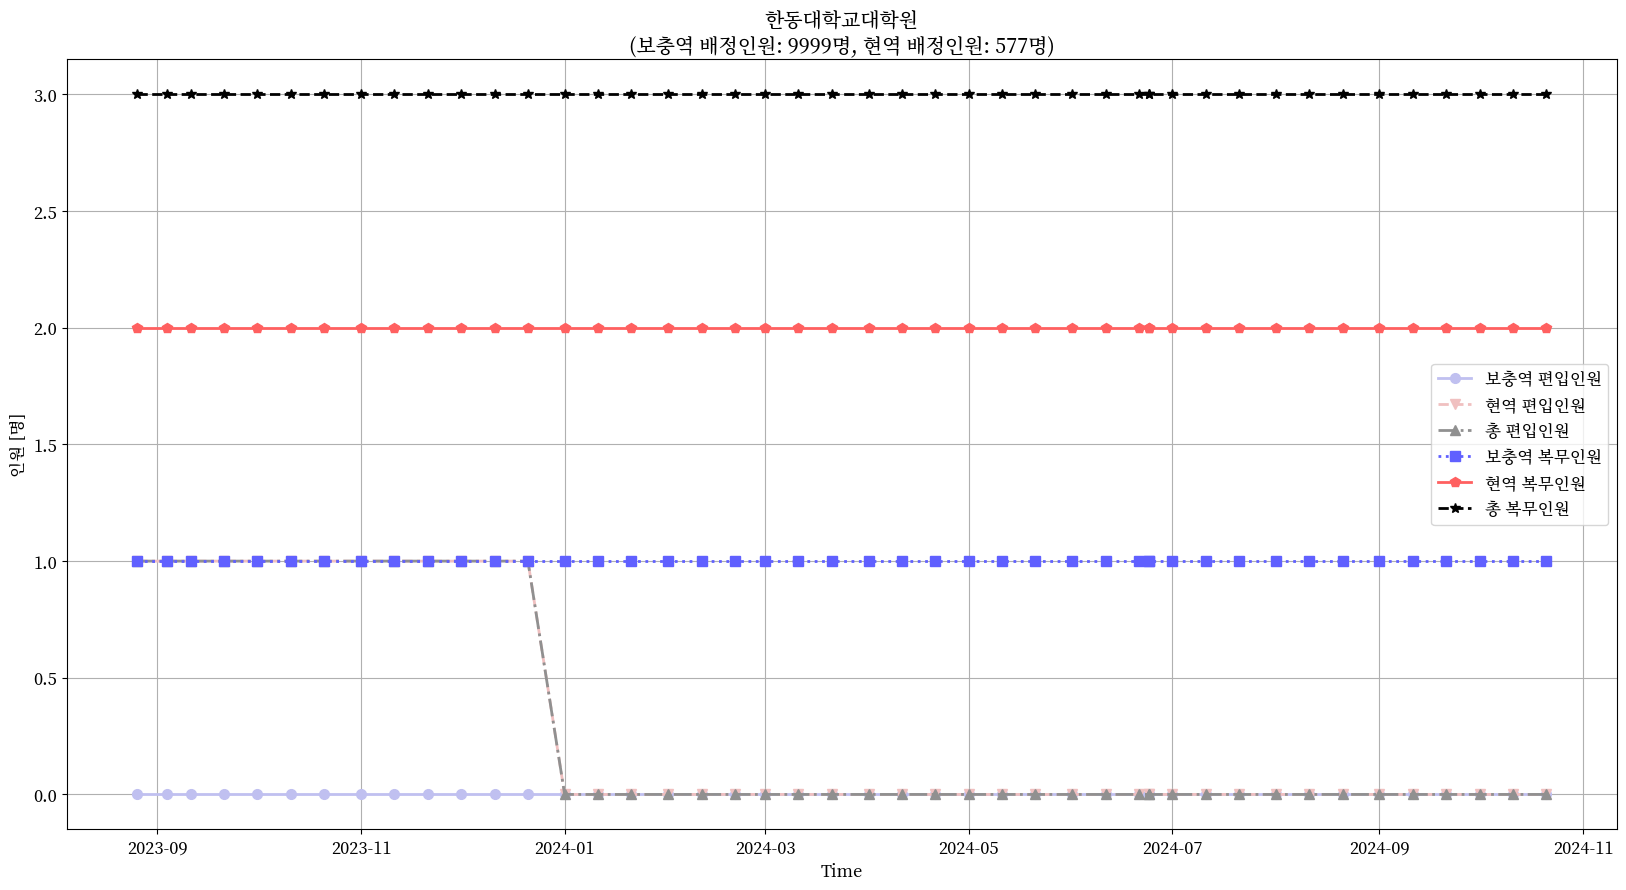 한동대학교대학원
(보충역 배정인원: 9999명, 현역 배정인원: 577명)
3.0
2.5
2.0
1.5
1.0
0.5
0.0
인원 [명]
보충역 편입인원
현역 편입인원
총 편입인원
보충역 복무인원
현역 복무인원
총 복무인원
2023-09
2023-11
2024-01
2024-03
2024-05
2024-07
2024-09
2024-11
Time